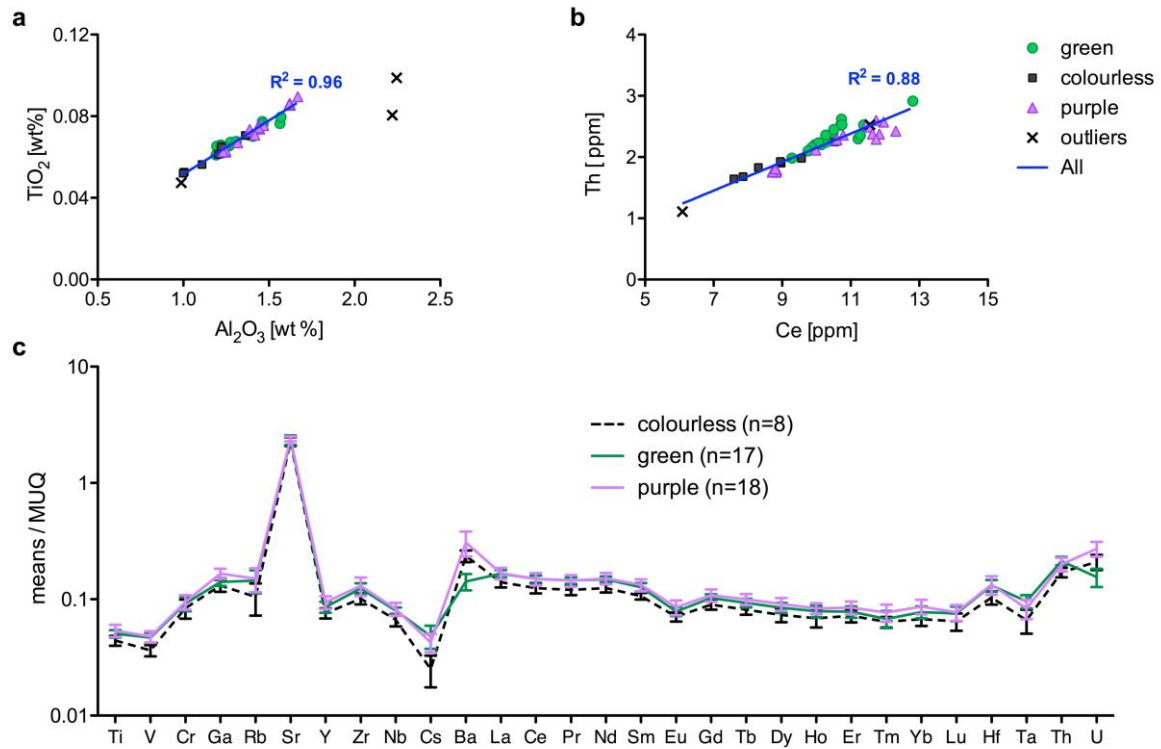 a
0.12
0.08
0.04
0.00
TiO₂ [wt%]
R² = 0.96
0.5 1.0 1.5 2.0 2.5
Al₂O₃ [wt %]
b
4
3
2
1
0
Th [ ppm]
R² = 0.88
5 7 9 11 13 15
Ce [ppm]
green
colourless
purple
outliers
All
c
10
1
0.1
0.01
means / MUQ
colourless (n=8)
green (n=17)
purple (n=18)
Ti V Cr Ga Rb Sr Y Zr Nb Cs Ba La Ce Pr Nd Sm Eu Gd Tb Dy Ho Er Tm Yb Lu Hf Ta Th U